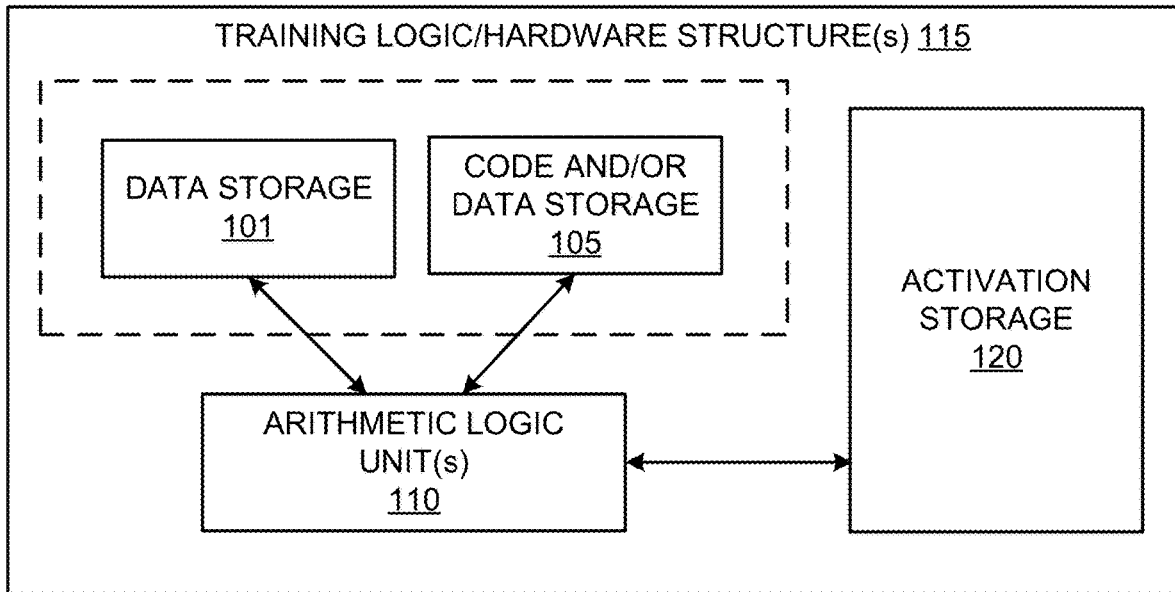 TRAINING LOGIC/HARDWARE STRUCTURE(s) 115
DATA STORAGE
101
CODE AND/OR
DATA STORAGE
105
ACTIVATION
STORAGE
120
ARITHMETIC LOGIC
UNIT(s)
110